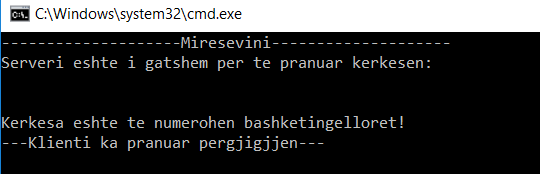 C:\Windows\system32\cmd.exe
--------------------Miresevini--------------------
Serveri eshte i gatshem per te pranuar kerkesen:
Kerkesa eshte te numerohen bashketingelloret!
---Klienti ka pranuar pergjigjjen---